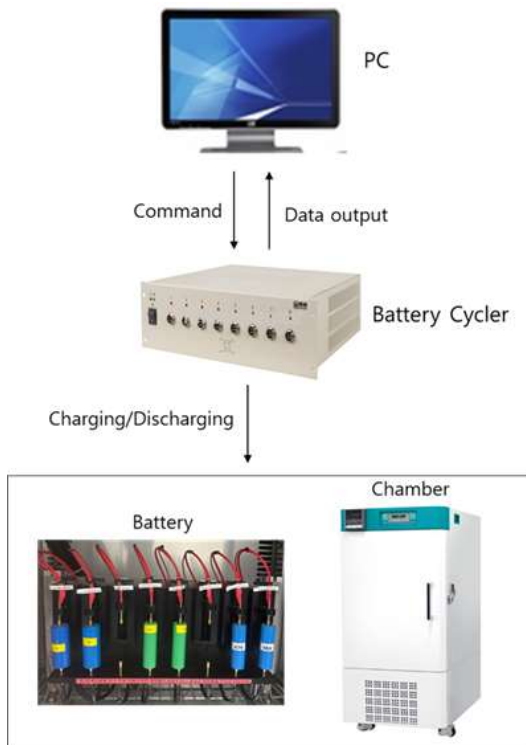 PC
Command
Data output
Battery Cycler
Charging/Discharging
Chamber
Battery